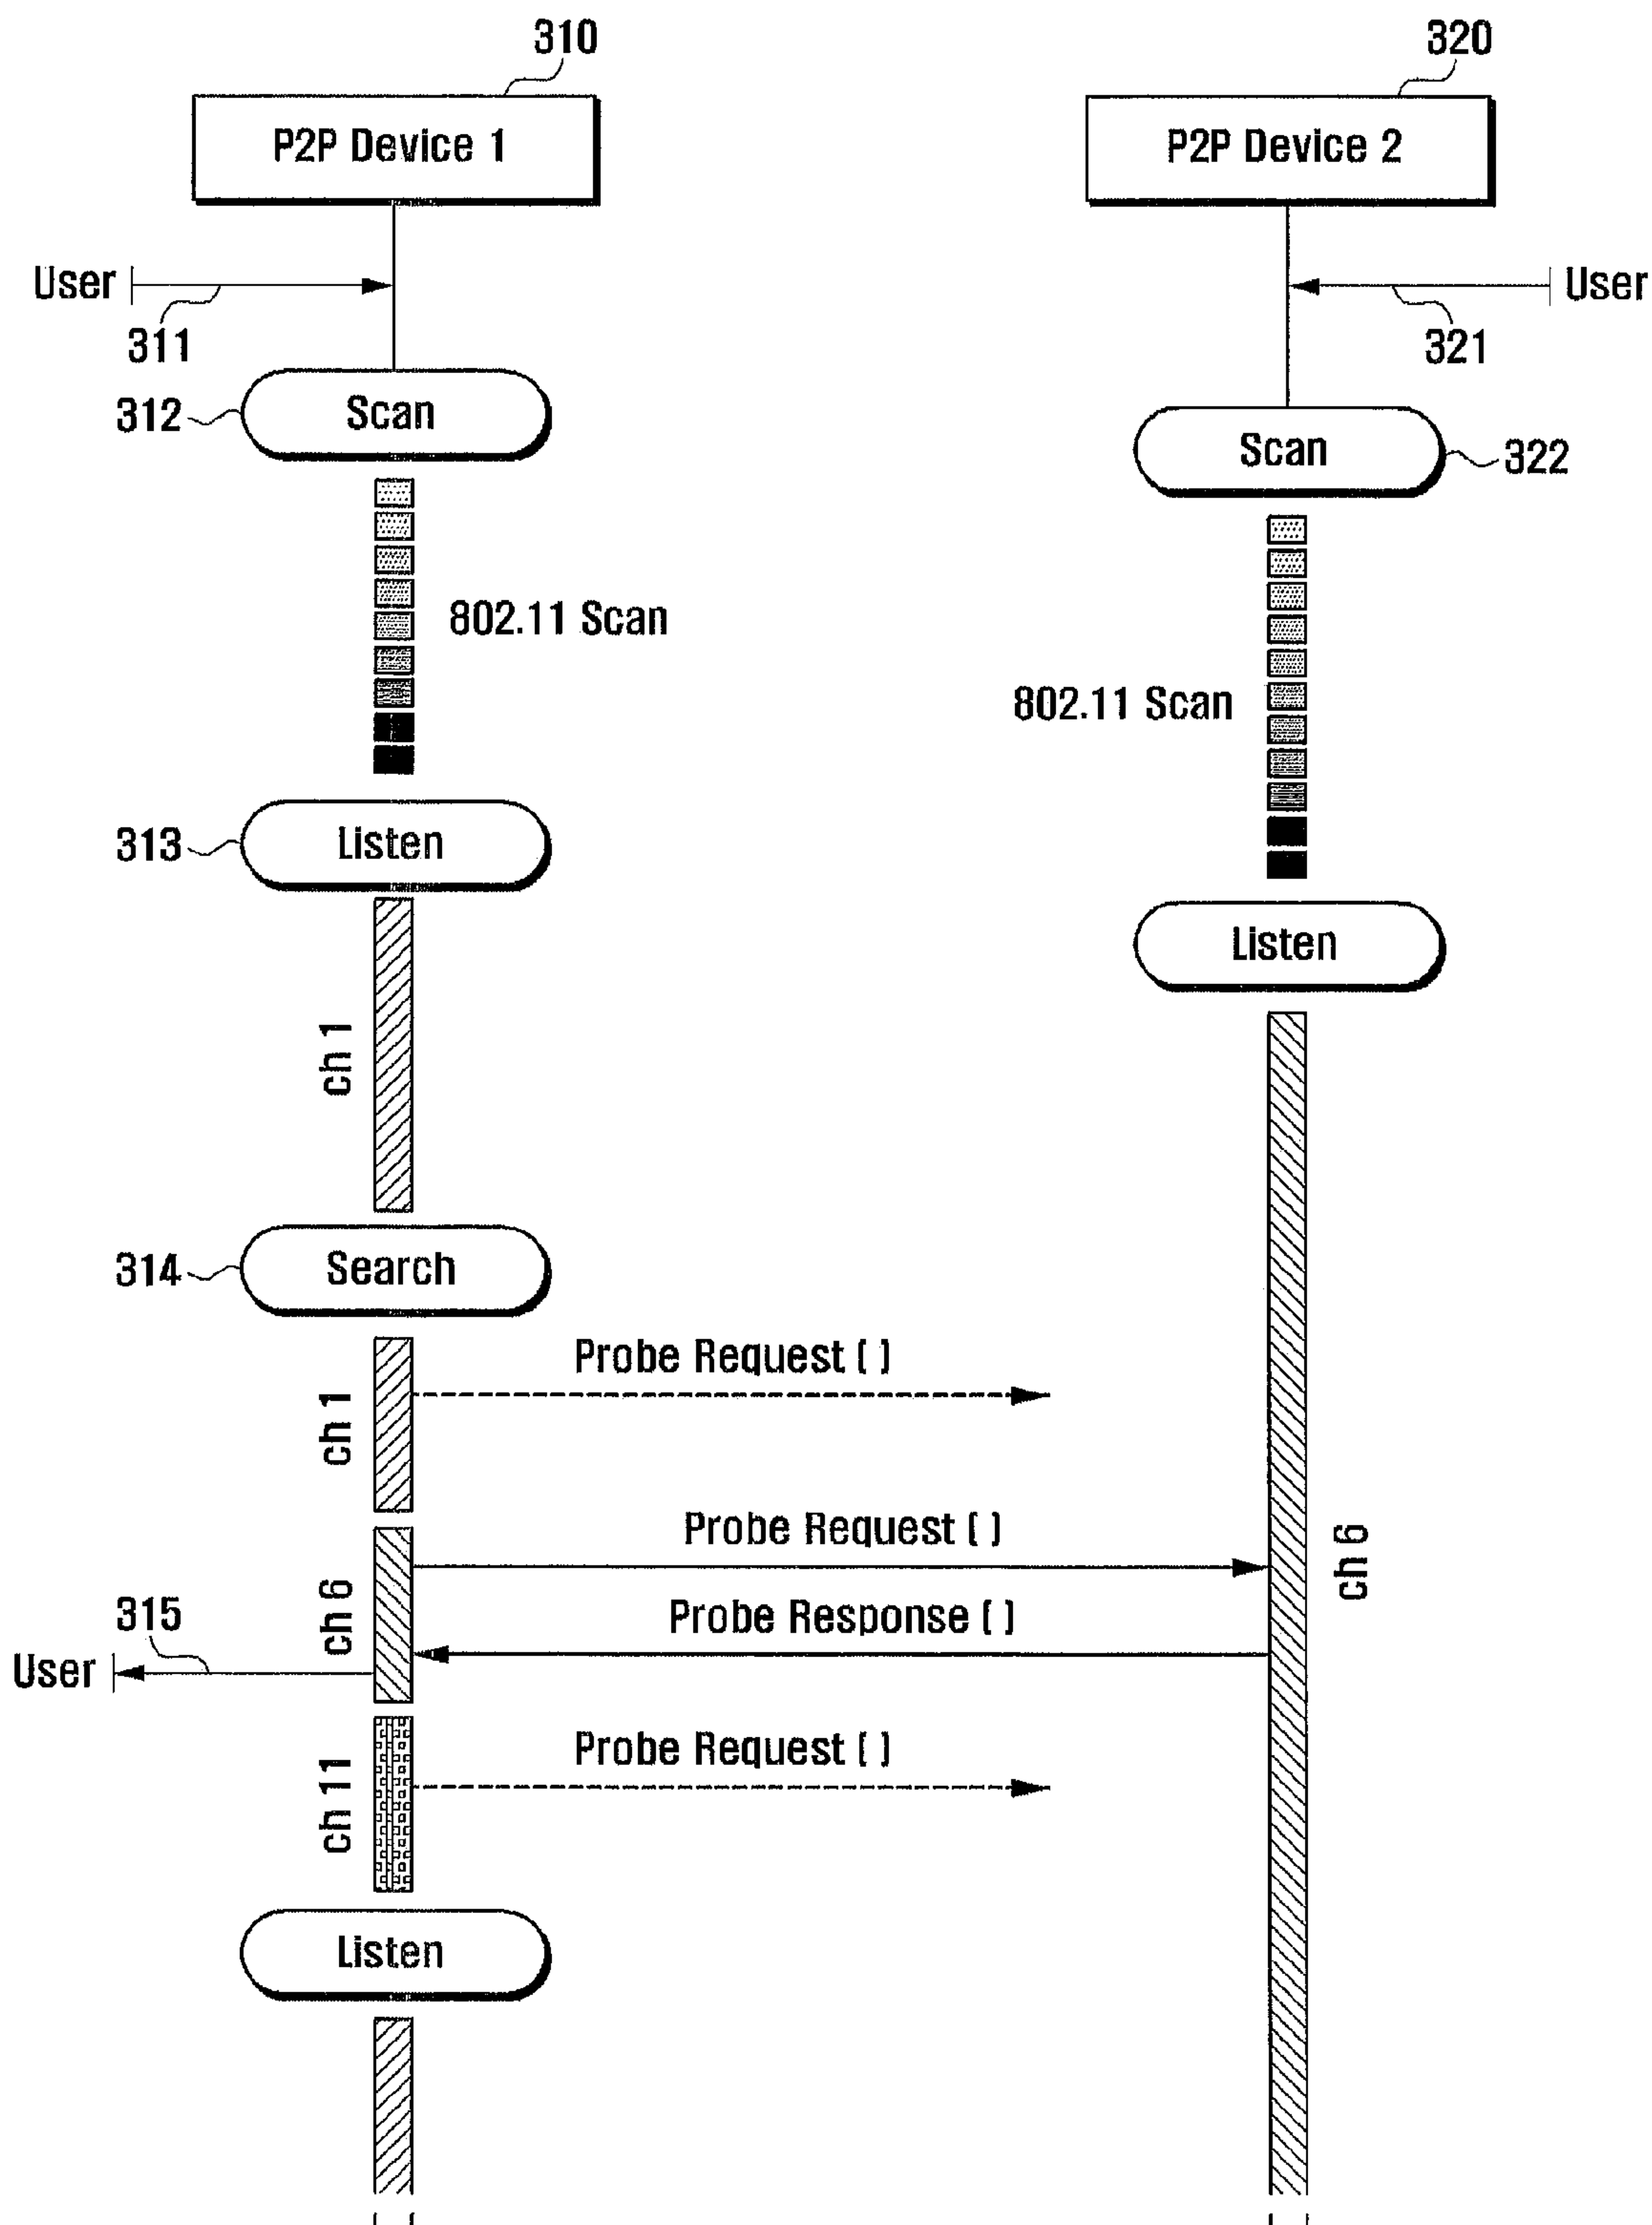 310
320
P2P Device 1
P2P Device 2
User
User
311
321
312
Scan
Scan
322
802.11 Scan
802.11 Scan
313
Listen
Listen
ch 1
314
Search
Probe Request ( )
ch 1
Probe Request ( )
ch 6
ch 6
315
Probe Response ( )
User
Probe Request ( )
ch 11
Listen